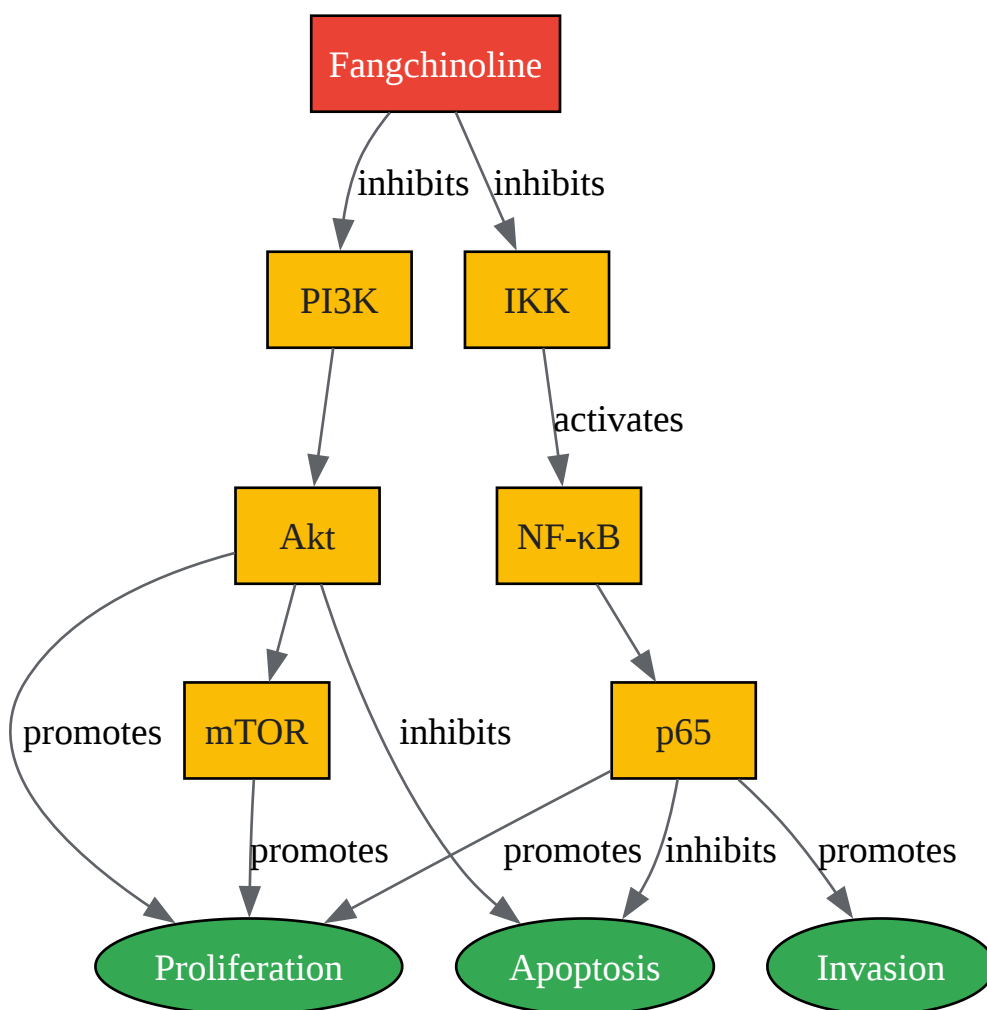 Fangchinoline
inhibits
inhibits
PI3K
IKK
activates
Akt
NF-κB
promotes
mTOR
inhibits
p65
promotes
promotes
inhibits
promotes
Proliferation
Apoptosis
Invasion